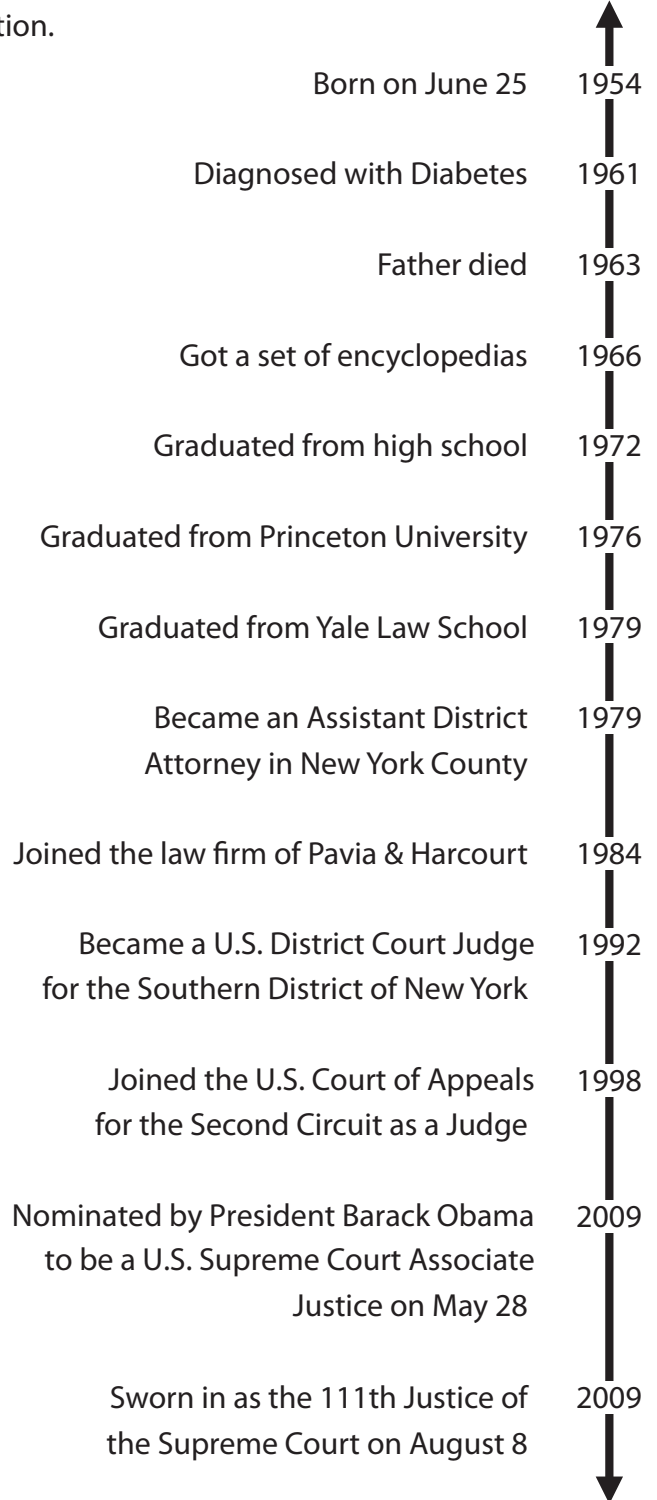 tion.
Born on June 25 1954
Diagnosed with Diabetes 1961
Father died 1963
Got a set of encyclopedias 1966
Graduated from high school 1972
Graduated from Princeton University 1976
Graduated from Yale Law School 1979
Became an Assistant District 1979
Attorney in New York County
Joined the law firm of Pavia & Harcourt 1984
Became a U.S. District Court Judge 1992
for the Southern District of New York
Joined the U.S. Court of Appeals 1998
for the Second Circuit as a Judge
Nominated by President Barack Obama 2009
to be a U.S. Supreme Court Associate
Justice on May 28
Sworn in as the 111th Justice of 2009
the Supreme Court on August 8